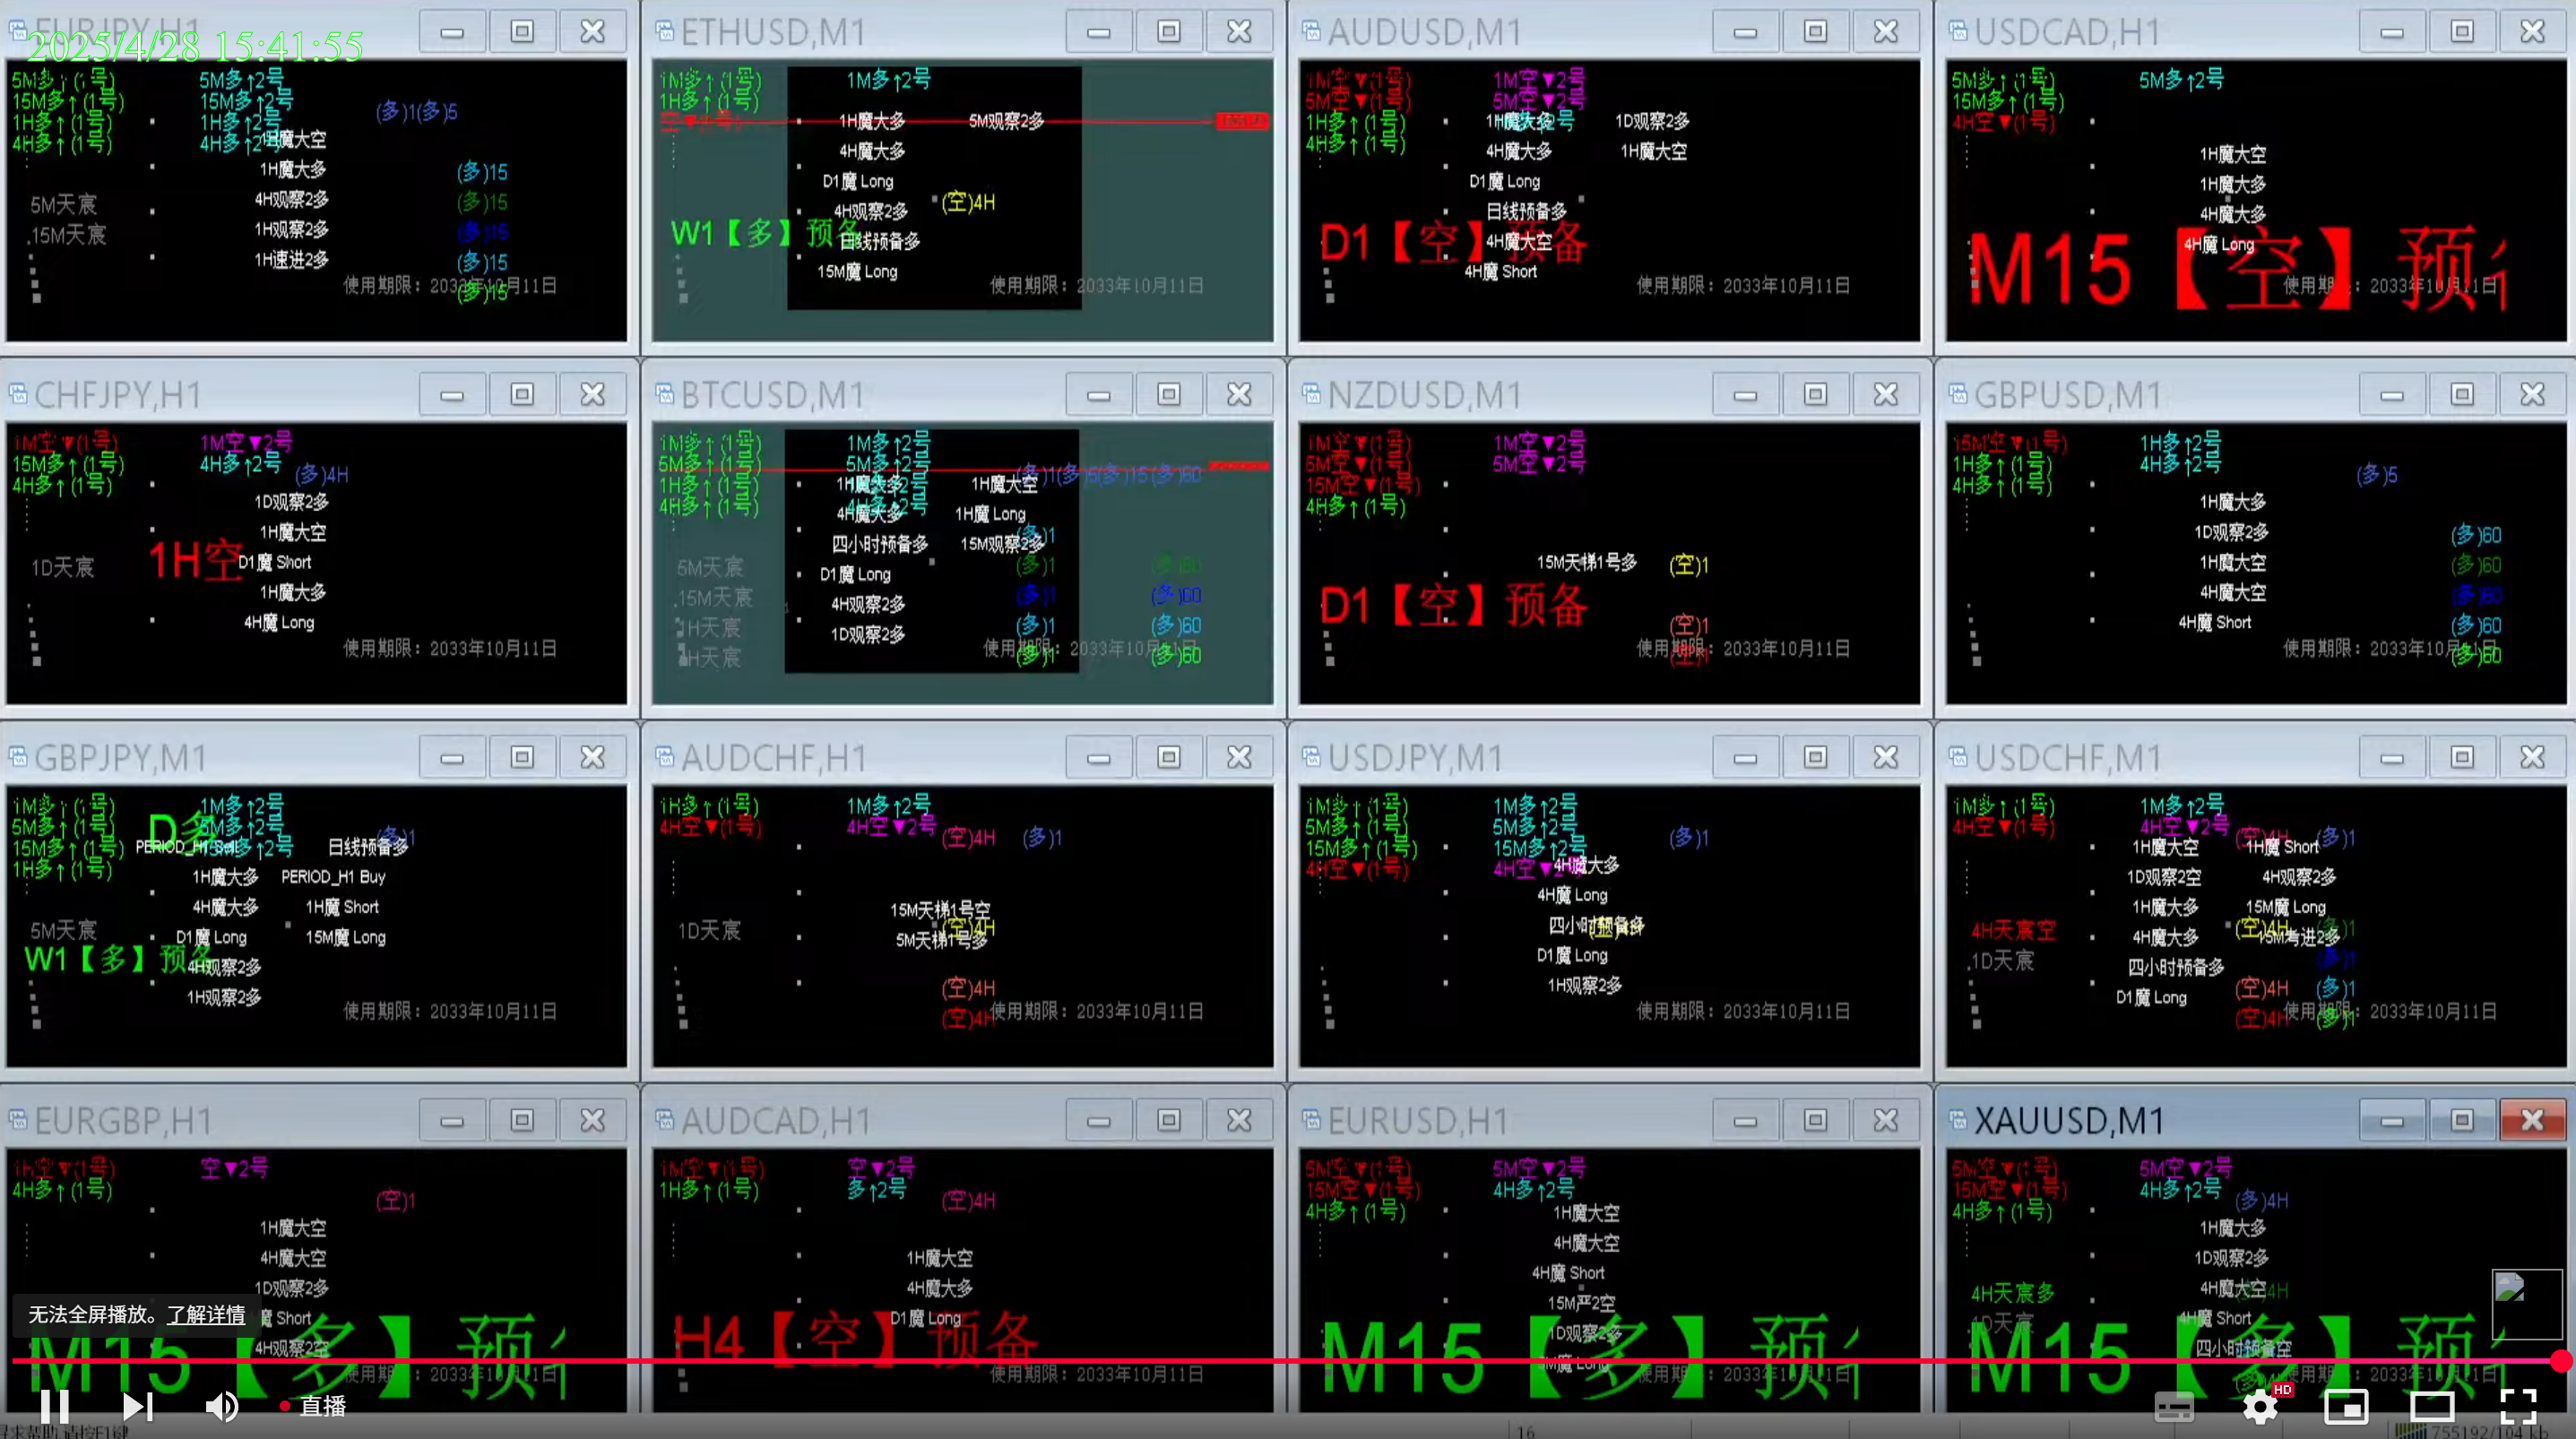 EURJPY,H1
2025/4/28 15:41:55
5M多↑(1号) 5M多↑2号
15M多↑(1号) 15M多↑2号
(多)1(多)5
1H多↑(1号) 1H多↑2号
1H魔大空
4H多↑(1号) 4H多↑2号
1H魔大多 (多)15
5M天宸 4H观察2多 (多)15
15M天宸 1H观察2多 (多)15
1H速进2多 (多)15
使用期限：2033年10月11日
(多)15
ETHUSD,M1
1M多↑(1号) 1M多↑2号
1H多↑(1号)
1H魔大多 5M观察2多
4H魔大多
D1魔 Long
4H观察2多 (空)4H
W1【多】预备
日线预备多
15M魔 Long
使用期限：2033年10月11日
AUDUSD,M1
1M空▼(1号) 1M空▼2号
5M空▼(1号) 5M空▼2号
1H多↑(1号) 1H魔大多 1D观察2多
4H多↑(1号) 4H魔大多 1H魔大空
D1魔 Long
日线预备多
D1【空】预备
4H魔大空
4H魔 Short
使用期限：2033年10月11日
USDCAD,H1
5M多↑(1号) 5M多↑2号
15M多↑(1号)
4H空▼(1号)
1H魔大空
1H魔大多
4H魔大多
4H魔 Long
M15【空】预
使用期限：2033年10月11日
CHFJPY,H1
1M空▼(1号) 1M空▼2号
15M多↑(1号) 4H多↑2号 (多)4H
4H多↑(1号)
1D观察2多
1H魔大空
1D天宸 1H空 D1魔 Short
1H魔大多
4H魔 Long
使用期限：2033年10月11日
BTCUSD,M1
1M多↑(1号) 1M多↑2号
5M多↑(1号) 5M多↑2号
(多)1(多)5(多)15(多)60
1H多↑(1号) 1H魔大多 1H魔大空
4H多↑(1号) 4H魔大多 1H魔 Long
(多)1
四小时预备多 15M观察2多
5M天宸 D1魔 Long (多)1 (多)60
15M天宸 4H观察2多 (多)1 (多)60
1H天宸 1D观察2多 (多)1 (多)60
使用期限：2033年10月11日
4H天宸 (多)1 (多)60
NZDUSD,M1
1M空▼(1号) 1M空▼2号
5M空▼(1号) 5M空▼2号
15M空▼(1号)
4H多↑(1号)
15M天梯1号多 (空)1
D1【空】预备
(空)1
使用期限：2033年10月11日
(空)1
GBPUSD,M1
15M空▼(1号) 1H多↑2号
1H多↑(1号) 4H多↑2号
(多)5
4H多↑(1号)
1H魔大多
1D观察2多 (多)60
1H魔大空 (多)60
4H魔大空 (多)60
4H魔 Short (多)60
使用期限：2033年10月11日
(多)60
GBPJPY,M1
1M多↑(1号) 1M多↑2号
5M多↑(1号) D多 5M多↑2号
(多)1
15M多↑(1号) 15M多↑2号 日线预备多
1H多↑(1号) 1H魔大多 PERIOD_H1 Buy
4H魔大多 1H魔 Short
5M天宸 D1魔 Long 15M魔 Long
W1【多】预备
4H观察2多
1H观察2多
使用期限：2033年10月11日
AUDCHF,H1
1H多↑(1号) 1M多↑2号
4H空▼(1号) 4H空▼2号 (空)4H (多)1
15M天梯1号空
1D天宸 (空)4H
5M天梯1号多
(空)4H
使用期限：2033年10月11日
(空)4H
USDJPY,M1
1M多↑(1号) 1M多↑2号
5M多↑(1号) 5M多↑2号
(多)1
15M多↑(1号) 15M多↑2号
4H空▼(1号) 4H魔大多
4H魔 Long
四小时预备多
D1魔 Long
1H观察2多
使用期限：2033年10月11日
USDCHF,M1
1M多↑(1号) 1M多↑2号
4H空▼(1号) 4H空▼2号 (空)4H (多)1
1H魔大空 1H魔 Short
1D观察2空 4H观察2多
1H魔大多 15M魔 Long
4H天宸空 4H魔大多 (空)4H (多)1
1D天宸 四小时预备多 (多)1
D1魔 Long (空)4H (多)1
使用期限：2033年10月11日
(空)4H (多)1
EURGBP,H1
空▼2号
4H多↑(1号)
(空)1
1H魔大空
4H魔大空
1D观察2多
无法全屏播放。了解详情
魔 Short
4H观察2空
M15【多】预
使用期限：2033年10月11日
AUDCAD,H1
1M空▼(1号) 空▼2号
1H多↑(1号) 多↑2号
(空)4H
1H魔大空
4H魔大多
D1魔 Long
H4【空】预备
使用期限：2033年10月11日
EURUSD,H1
5M空▼(1号) 5M空▼2号
15M空▼(1号) 4H多↑2号
4H多↑(1号) 1H魔大空
4H魔大空
4H魔 Short
15M严2空
1D观察2多
M15【多】预
XAUUSD,M1
5M空▼(1号) 5M空▼2号
15M空▼(1号) 4H多↑2号
(多)4H
4H多↑(1号)
1H魔大多
1D观察2多
4H天宸多 4H魔大空
1D天宸 4H魔 Short
四小时预备空
M15【多】预
直播
HD
16
755192/104 kb